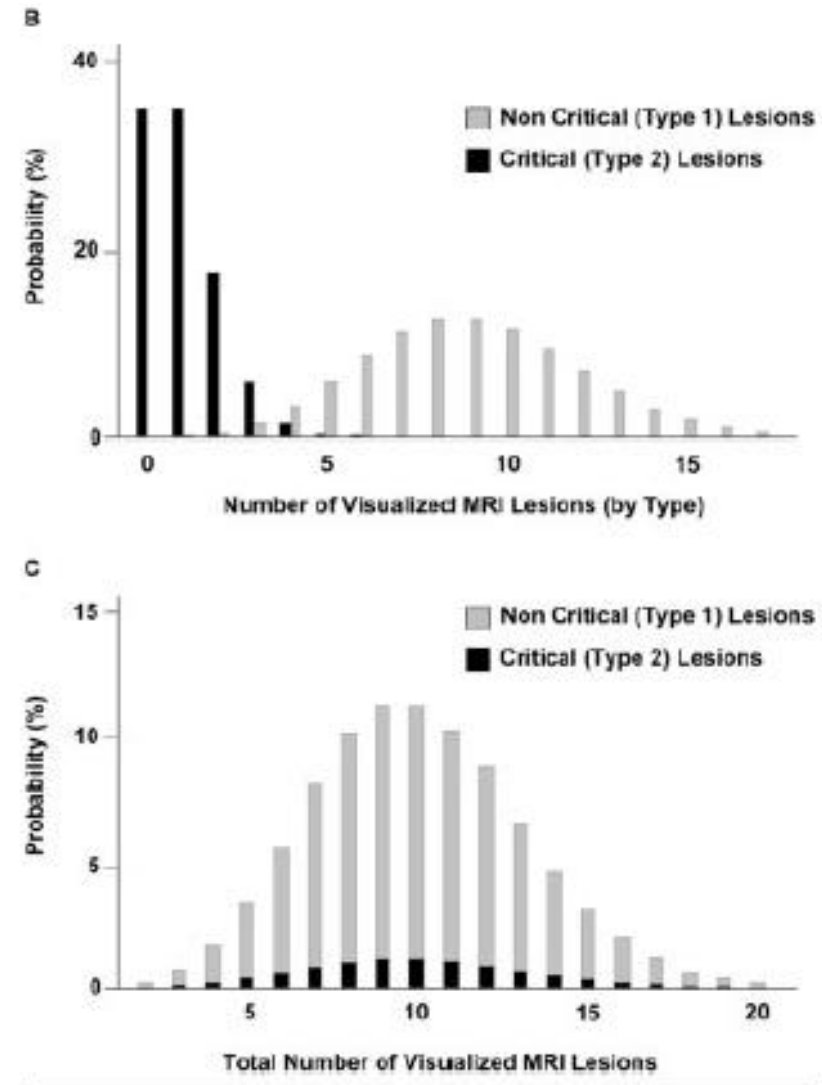 B
40
Non Critical (Type 1) Lesions
Critical (Type 2) Lesions
20
Probability (%)
0
0 5 10 15
Number of Visualized MRI Lesions (by Type)
C
15
Non Critical (Type 1) Lesions
Critical (Type 2) Lesions
10
Probability (%)
5
0
5 10 15 20
Total Number of Visualized MRI Lesions